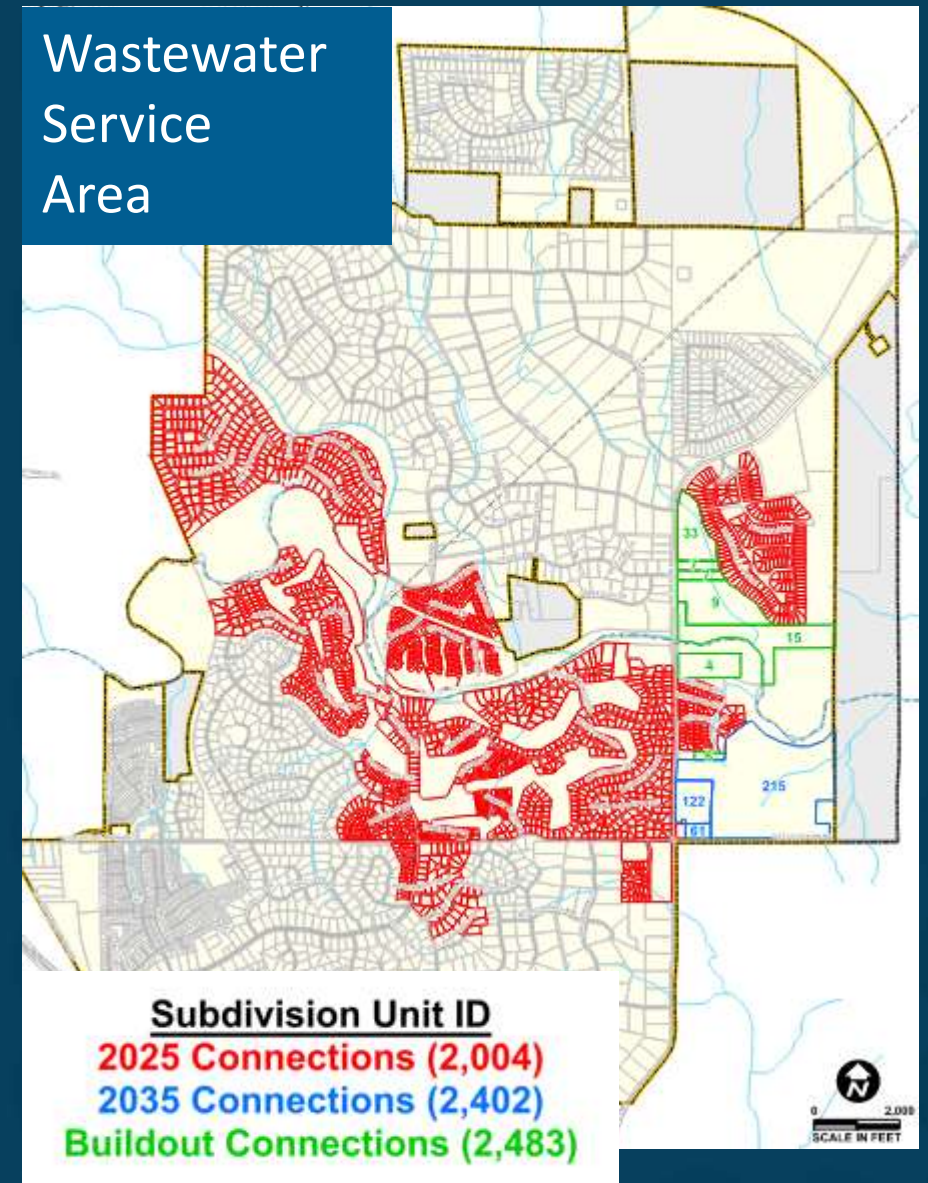 Wastewater
Service
Area
33
9
15
4
215
122
61
Subdivision Unit ID
2025 Connections (2,004)
2035 Connections (2,402)
Buildout Connections (2,483)
N
0 2,000
SCALE IN FEET